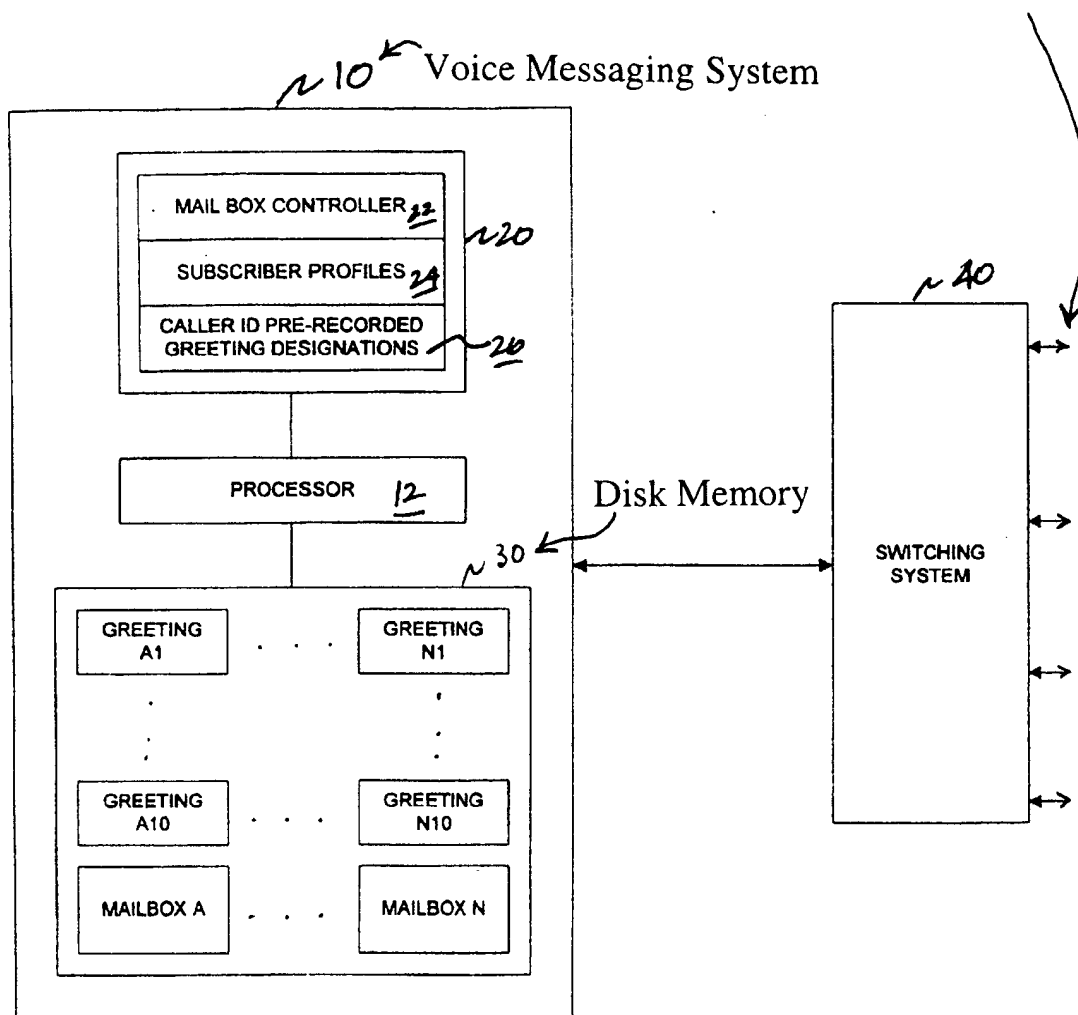 10 Voice Messaging System
MAIL BOX CONTROLLER 22
20
SUBSCRIBER PROFILES 24
40
CALLER ID PRE-RECORDED
GREETING DESIGNATIONS 26
PROCESSOR 12
Disk Memory
30
SWITCHING
SYSTEM
GREETING
A1
GREETING
N1
GREETING
A10
GREETING
N10
MAILBOX A
MAILBOX N